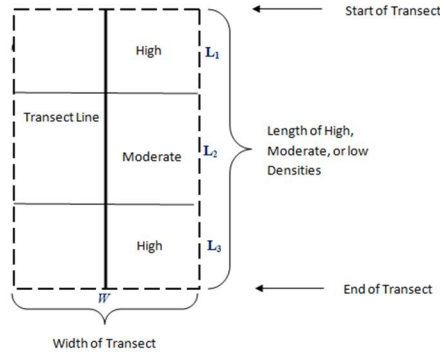 Start of Transect
High
L1
Transect Line
Length of High,
Moderate, or low
Densities
Moderate
L2
High
L3
End of Transect
W
Width of Transect